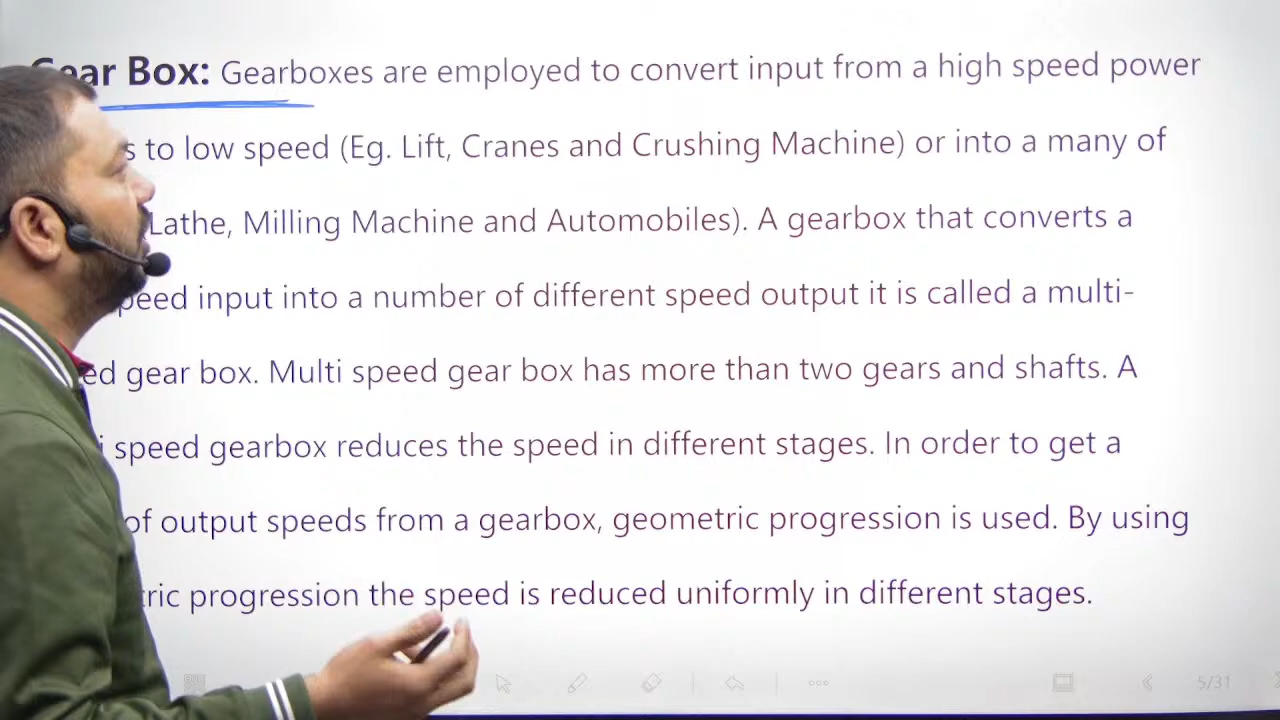 Gear Box: Gearboxes are employed to convert input from a high speed power
to low speed (Eg. Lift, Cranes and Crushing Machine) or into a many of
Lathe, Milling Machine and Automobiles). A gearbox that converts a
input into a number of different speed output it is called a multi-
gear box. Multi speed gear box has more than two gears and shafts. A
speed gearbox reduces the speed in different stages. In order to get a
of output speeds from a gearbox, geometric progression is used. By using
progression the speed is reduced uniformly in different stages.
5/31